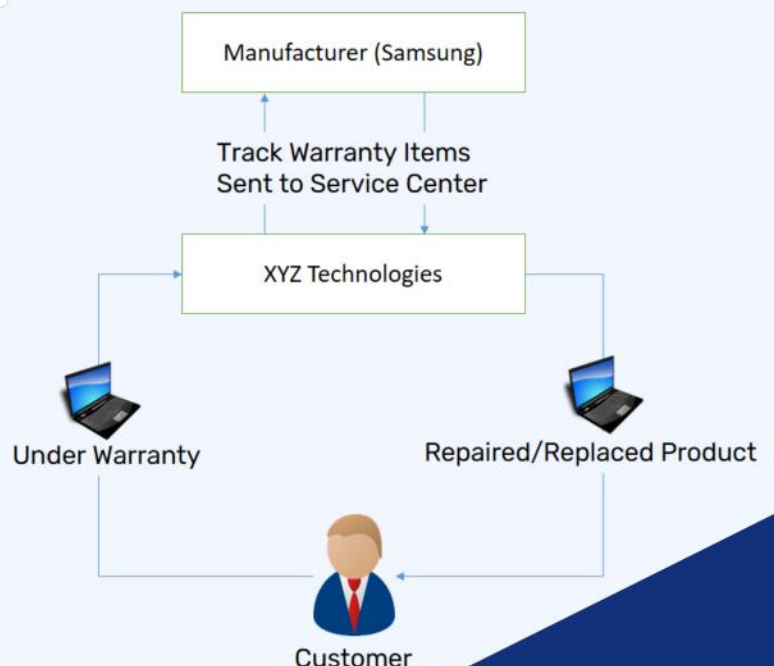 Manufacturer (Samsung)
Track Warranty Items
Sent to Service Center
XYZ Technologies
Under Warranty
Repaired/Replaced Product
Customer